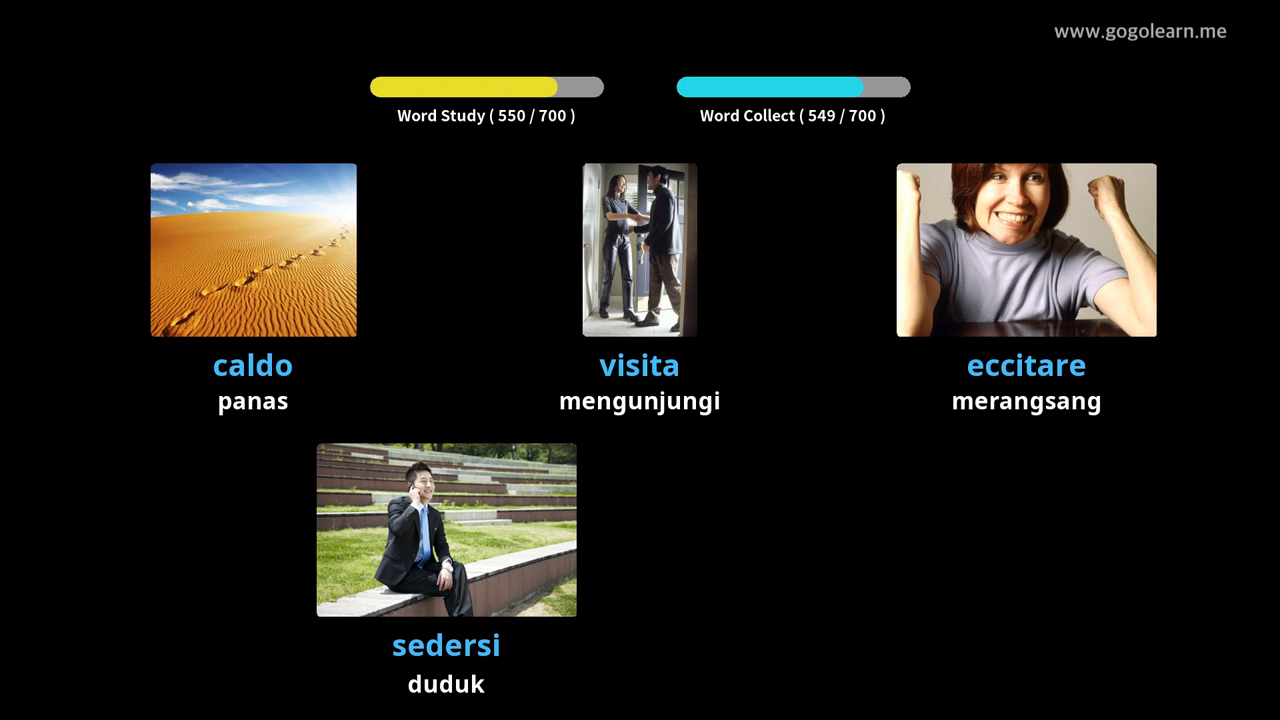 www.gogolearn.me
Word Study ( 550 / 700 )
Word Collect ( 549 / 700 )
caldo
panas
visita
mengunjungi
eccitare
merangsang
sedersi
duduk